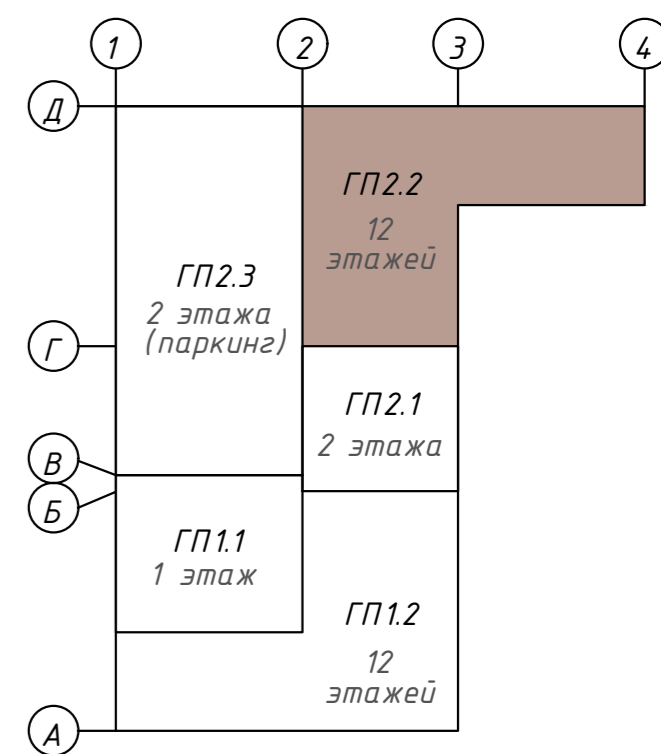 1 2 3 4
Д
ГП2.2
12
этажей
ГП2.3
2 этажа
(паркинг)
Г
ГП2.1
2 этажа
В
Б
ГП1.1
1 этаж
ГП1.2
12
этажей
А